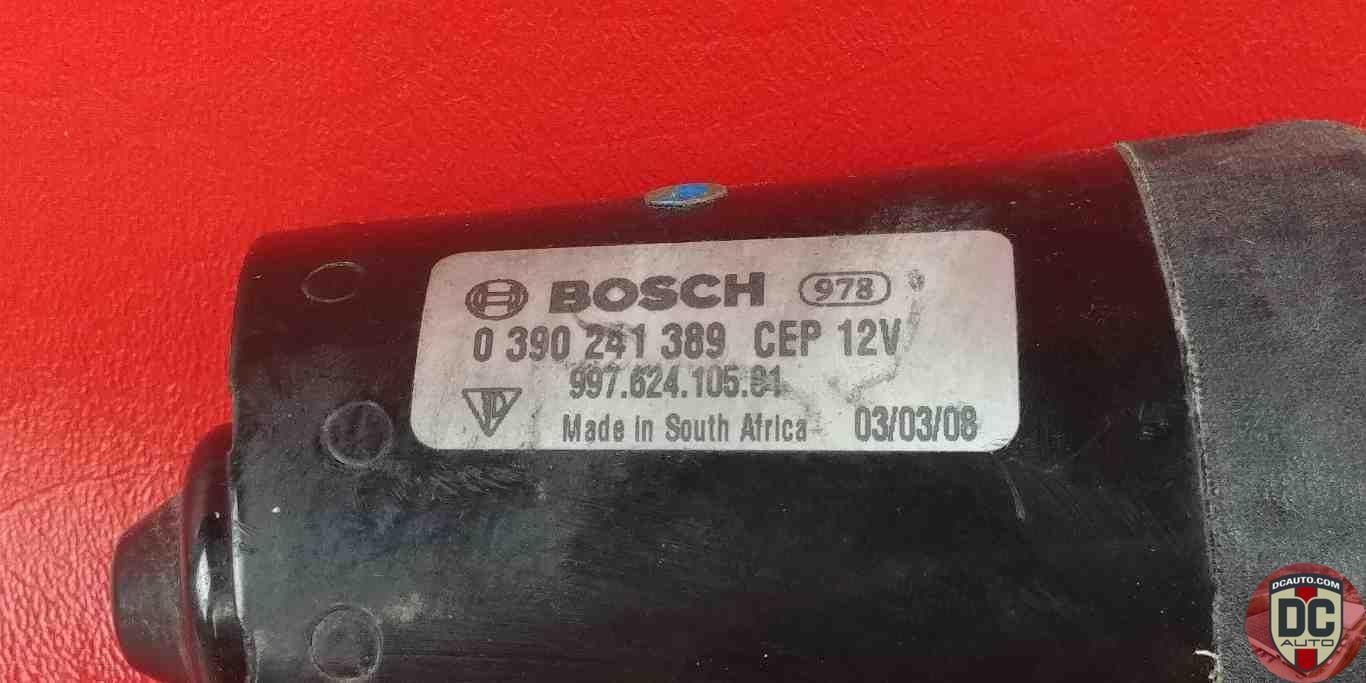 BOSCH 978
0 390 241 389 CEP 12V
997.624.105.01
Made in South Africa 03/03/08
DCAUTO.COM
DC
AUTO